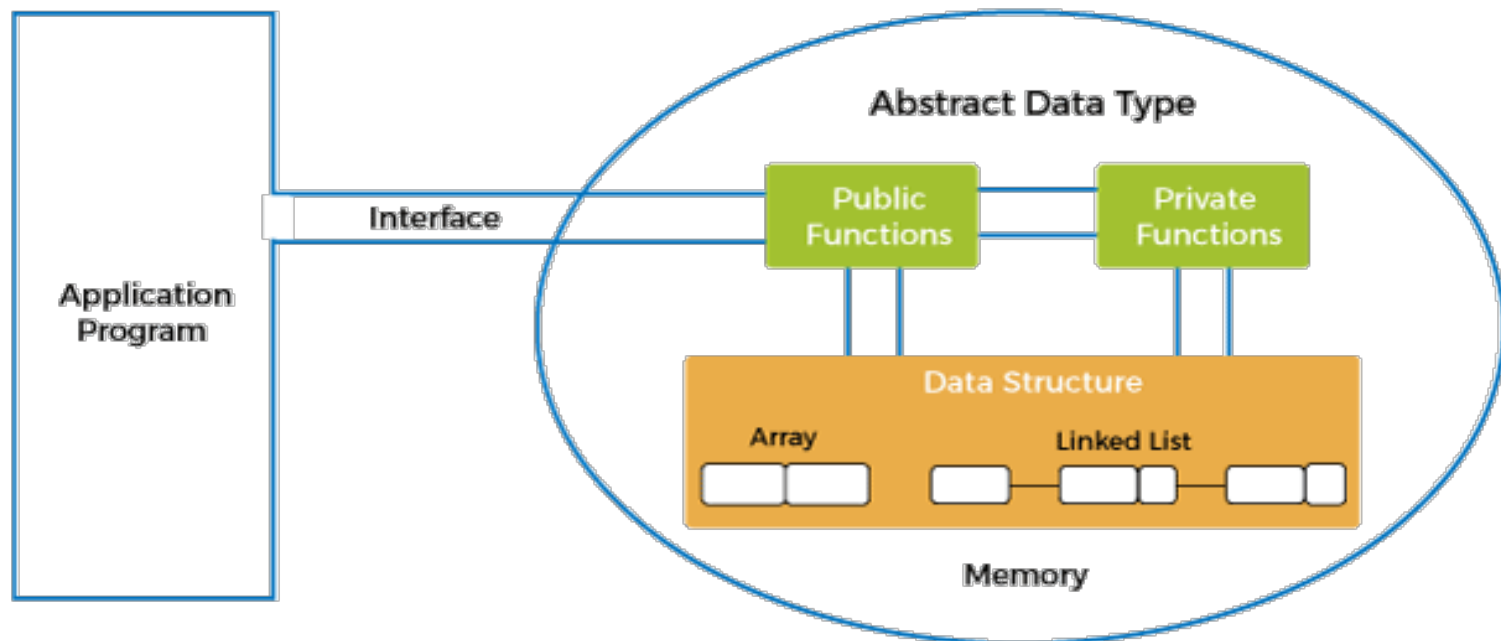 Abstract Data Type
Public
Functions
Private
Functions
Interface
Application
Program
Data Structure
Array
Linked List
Memory